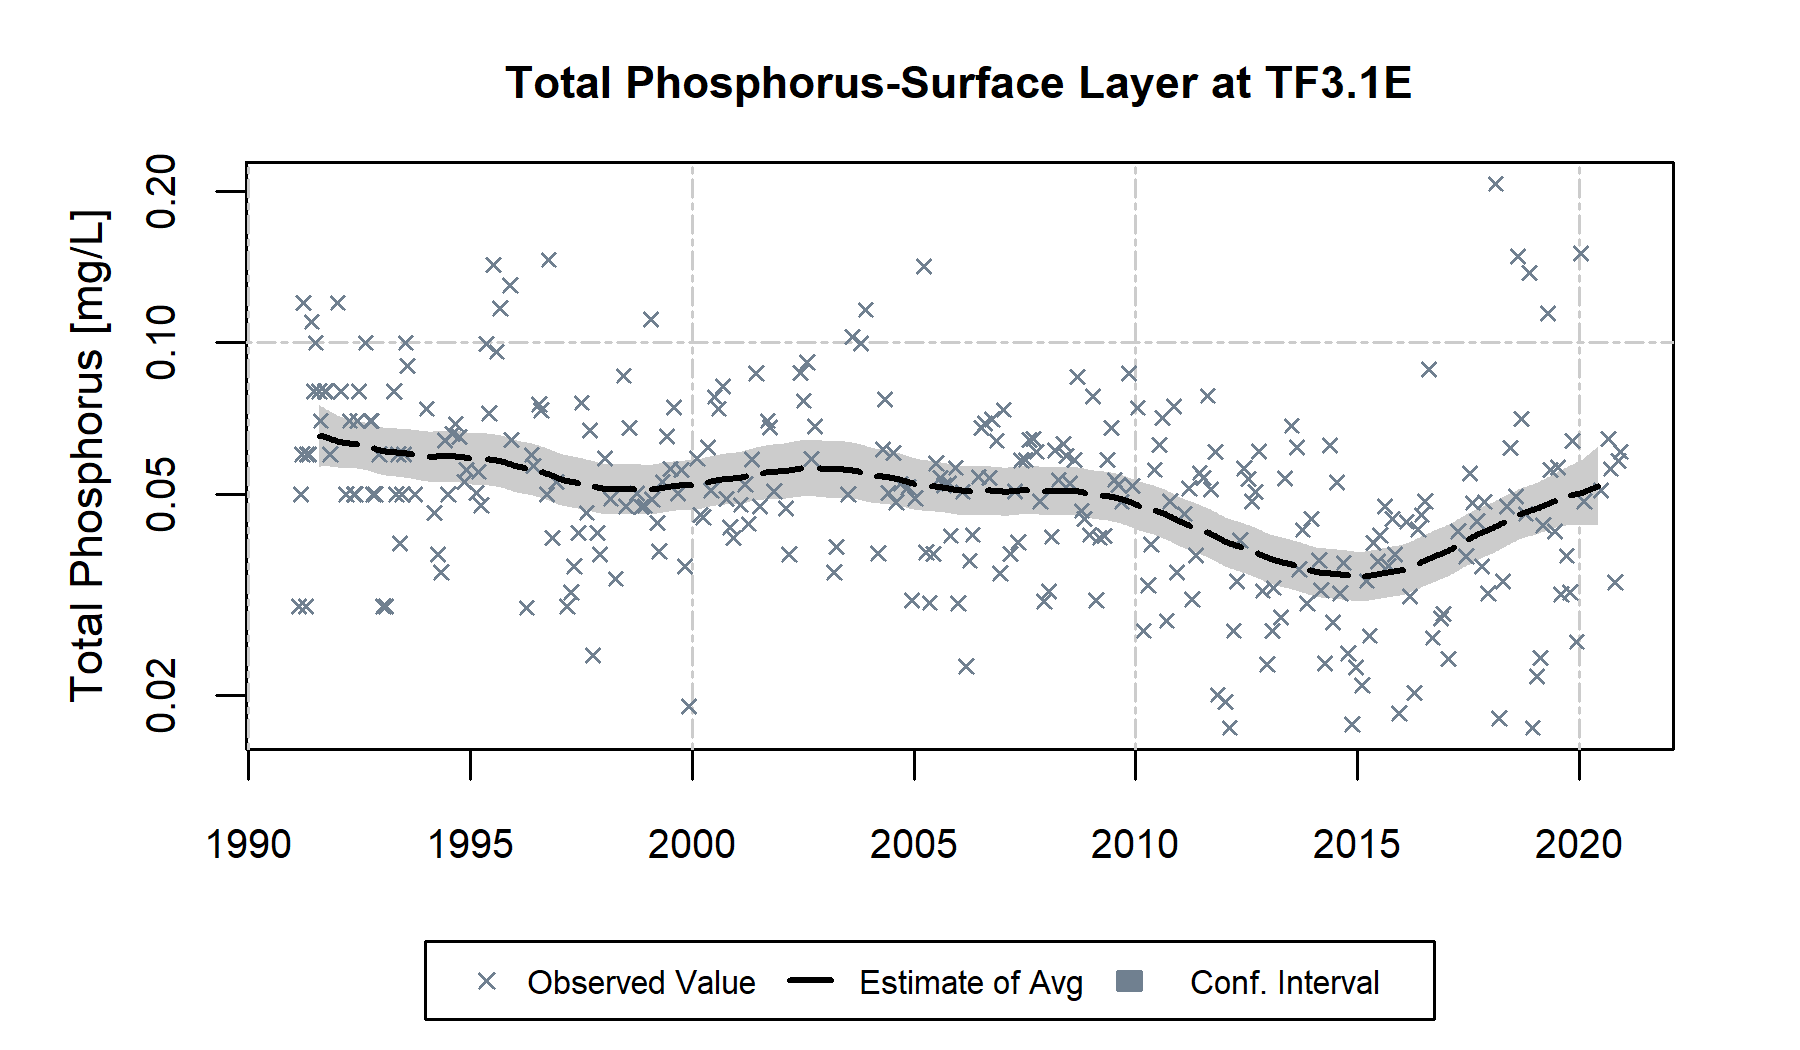 Total Phosphorus-Surface Layer at TF3.1E
Total Phosphorus [mg/L]
0.20
0.10
0.05
0.02
1990 1995 2000 2005 2010 2015 2020
Observed Value Estimate of Avg Conf. Interval